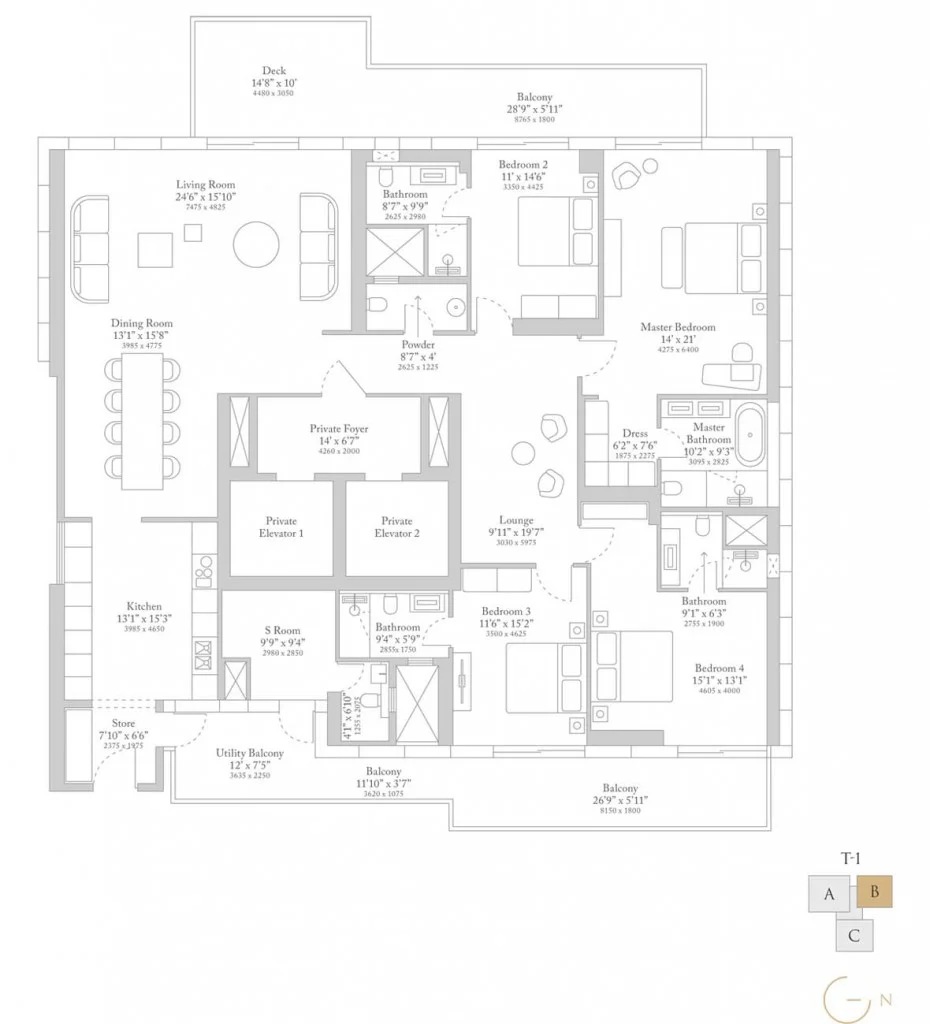 Deck
14'8" x 10'
4480 x 3050
Balcony
28'9" x 5'11"
8765 x 1800
Living Room
24'6" x 15'10"
7475 x 4825
Bathroom
8'7" x 9'9"
2625 x 2980
Bedroom 2
11' x 14'6"
3350 x 4425
Dining Room
13'1" x 15'8"
3985 x 4775
Powder
8'7" x 4'
2625 x 1225
Master Bedroom
14' x 21'
4275 x 6400
Private Foyer
14' x 6'7"
4260 x 2000
Dress
6'2" x 7'6"
1875 x 2275
Master
Bathroom
10'2" x 9'3"
3095 x 2825
Private
Elevator 1
Private
Elevator 2
Lounge
9'11" x 19'7"
3030 x 5975
Kitchen
13'1" x 15'3"
3985 x 4650
S Room
9'9" x 9'4"
2980 x 2850
Bathroom
9'4" x 5'9"
2855x 1750
Bedroom 3
11'6" x 15'2"
3500 x 4625
Bathroom
9'1" x 6'3"
2755 x 1900
Bedroom 4
15'1" x 13'1"
4605 x 4000
4'1" x 6'10"
1255 x 2075
Store
7'10" x 6'6"
2375 x 1975
Utility Balcony
12' x 7'5"
3635 x 2250
Balcony
11'10" x 3'7"
3620 x 1075
Balcony
26'9" x 5'11"
8150 x 1800
T-1
A
B
C
N